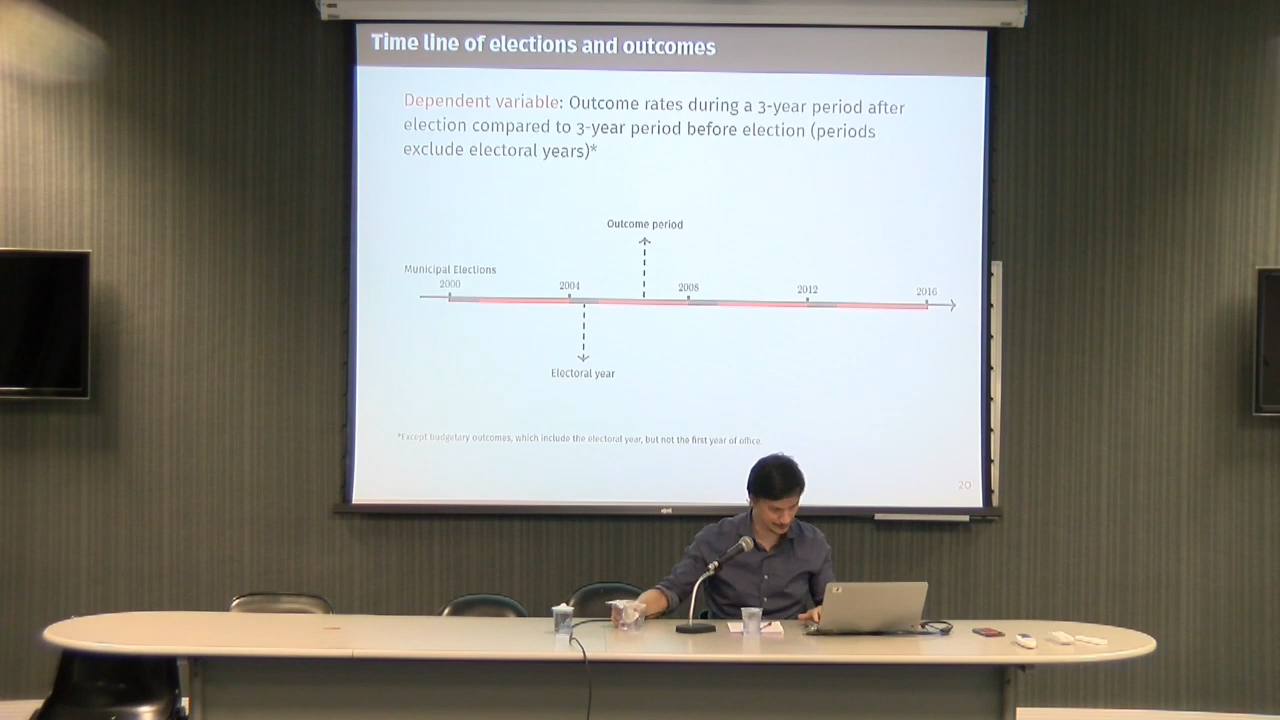 Time line of elections and outcomes
Dependent variable: Outcome rates during a 3-year period after
election compared to 3-year period before election (periods
exclude electoral years)*
Outcome period
Municipal Elections
2000 2004 2008 2012 2016
Electoral year
*Except budgetary outcomes, which include the electoral year, but not the first year of office.
20